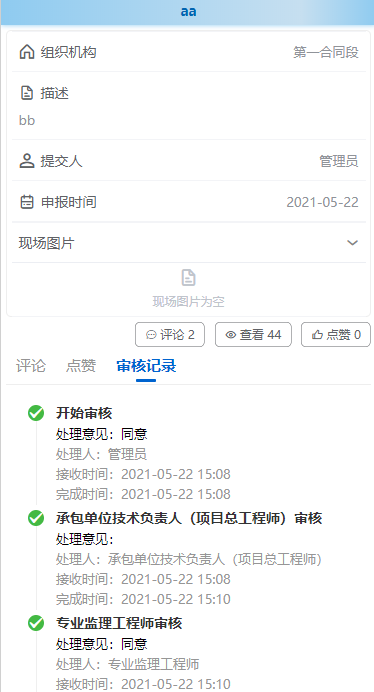 aa
组织机构 第一合同段
描述
bb
提交人 管理员
申报时间 2021-05-22
现场图片
现场图片为空
评论 2 查看 44 点赞 0
评论 点赞 审核记录
开始审核
处理意见：同意
处理人：管理员
接收时间：2021-05-22 15:08
完成时间：2021-05-22 15:08
承包单位技术负责人（项目总工程师）审核
处理意见：
处理人：承包单位技术负责人（项目总工程师）
接收时间：2021-05-22 15:08
完成时间：2021-05-22 15:10
专业监理工程师审核
处理意见：同意
处理人：专业监理工程师
接收时间：2021-05-22 15:10